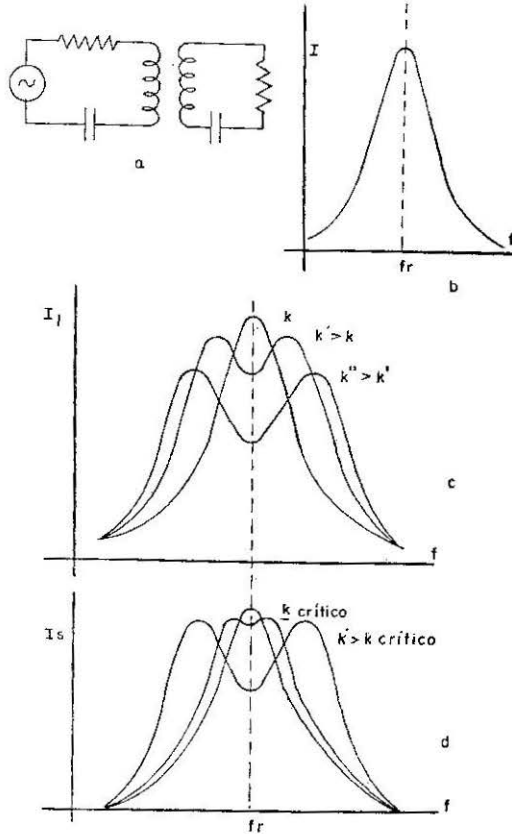 a
I
f
fr
b
I₁
k
k' > k
k'' > k'
c
f
Is
k crítico
k' > k crítico
d
f
fr